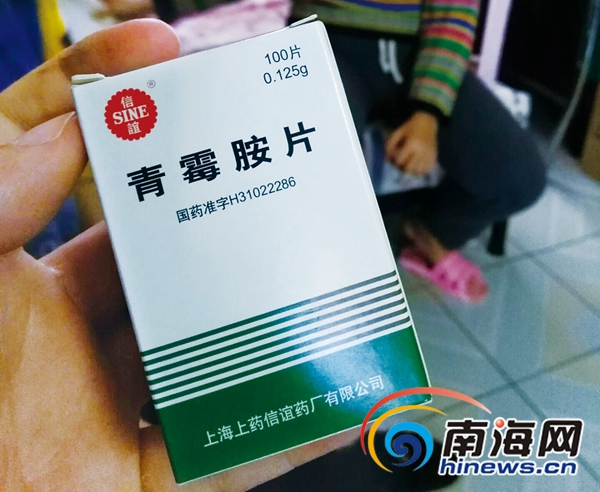 100片
0.125g
信
SINE
誼
®
青霉胺片
国药准字H31022286
上海上药信谊药厂有限公司
南海网
hinews.cn